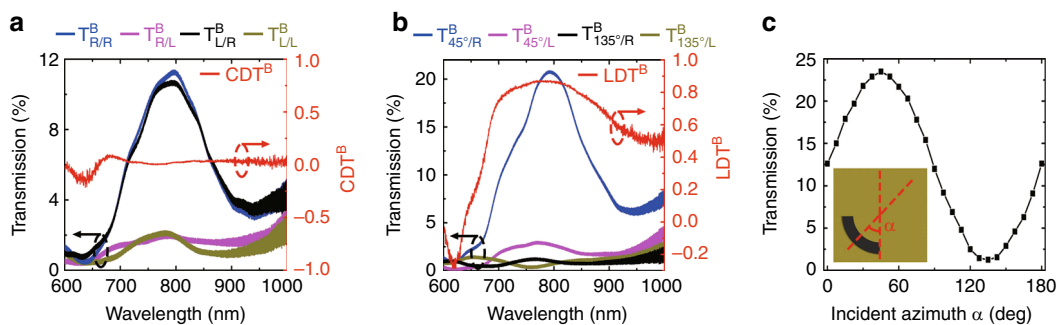 a
T^B_R/R T^B_R/L T^B_L/R T^B_L/L
12
8
4
0
Transmission (%)
CDT^B
1.0
0.5
0.0
−0.5
−1.0
CDT^B
600 700 800 900 1000
Wavelength (nm)
b
T^B_45°/R T^B_45°/L T^B_135°/R T^B_135°/L
20
15
10
5
0
Transmission (%)
LDT^B
1.0
0.8
0.6
0.4
0.2
0.0
−0.2
LDT^B
600 700 800 900 1000
Wavelength (nm)
c
25
20
15
10
5
0
Transmission (%)
α
0 60 120 180
Incident azimuth α (deg)